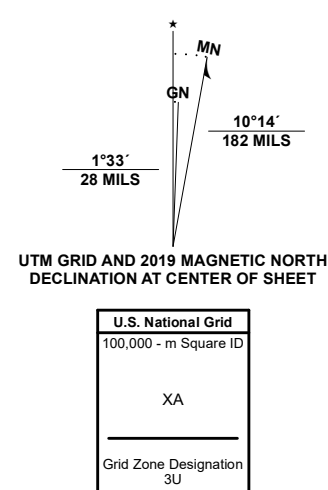 ★
MN
GN
10°14´
182 MILS
1°33´
28 MILS
UTM GRID AND 2019 MAGNETIC NORTH
DECLINATION AT CENTER OF SHEET
U.S. National Grid
100,000 - m Square ID
XA
Grid Zone Designation
3U